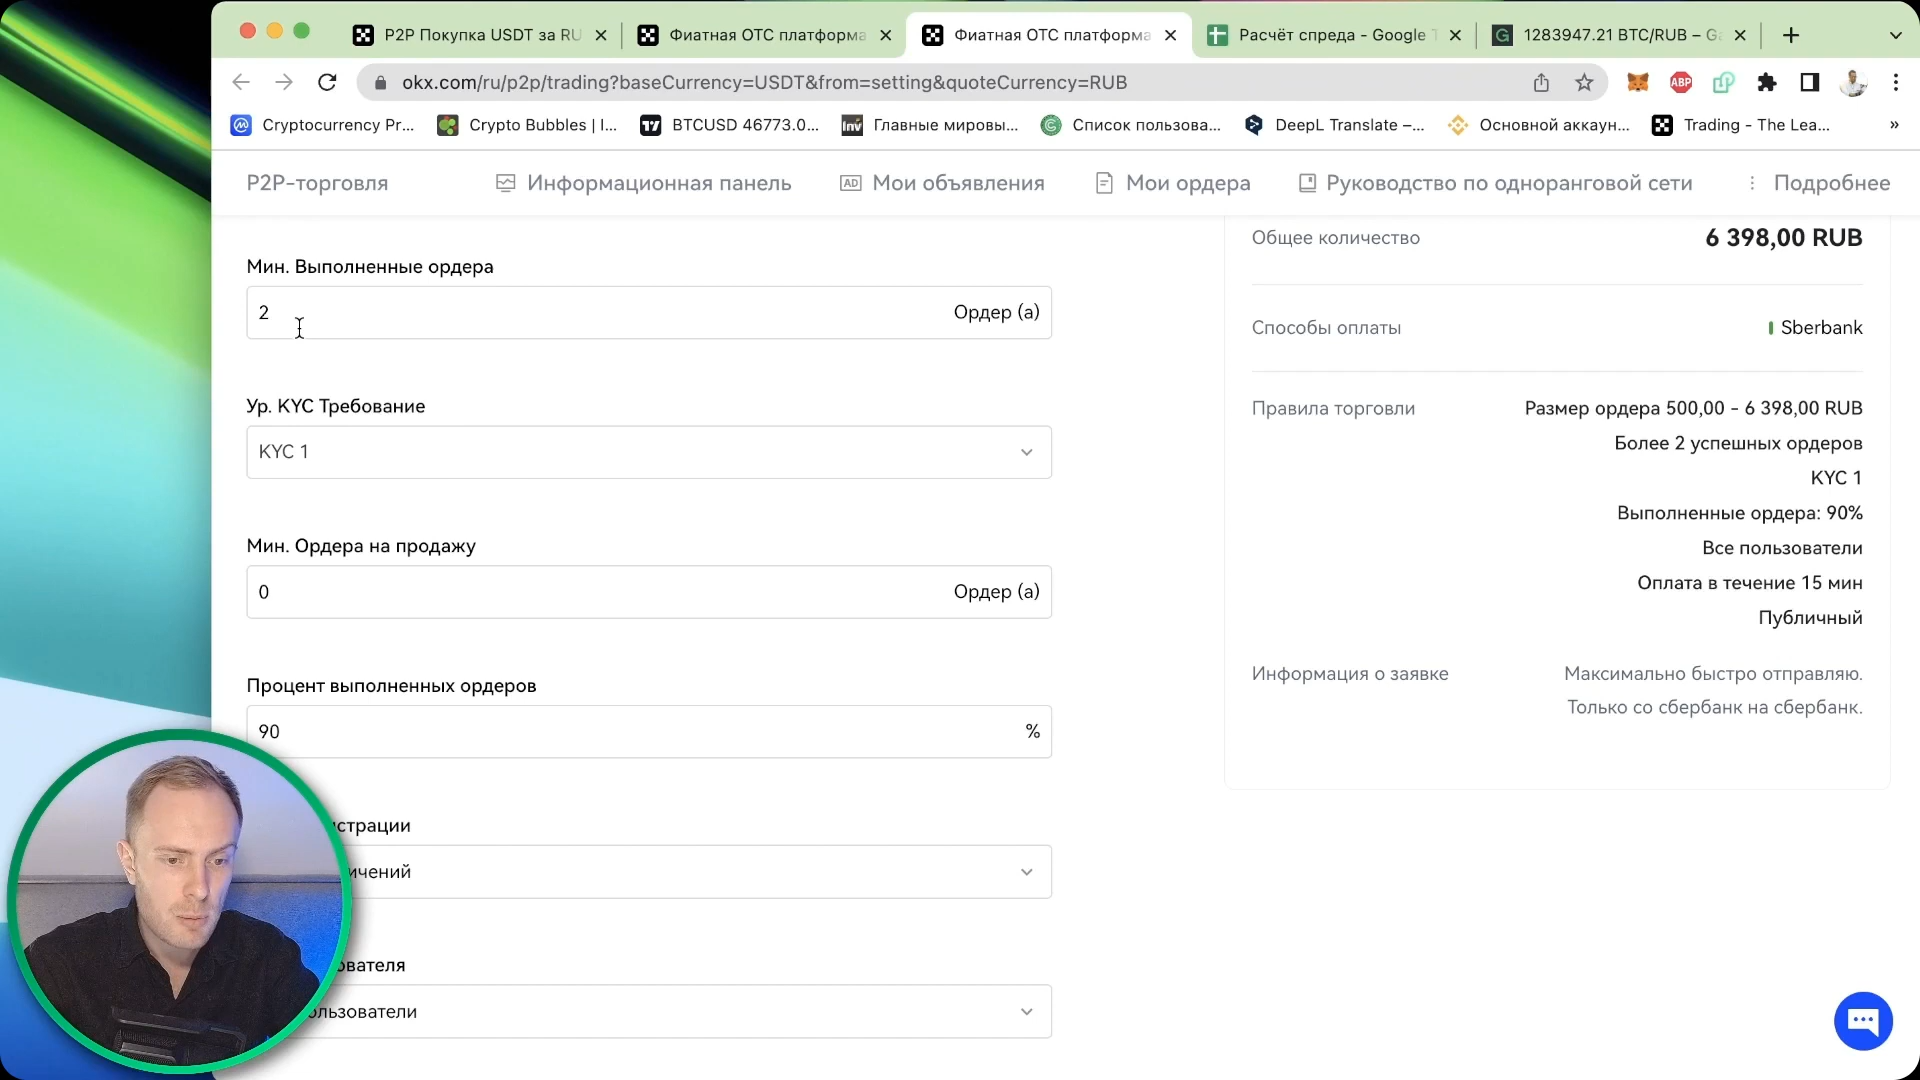 P2P Покупка USDT за RU
Фиатная OTC платформа
Фиатная OTC платформа
Расчёт спреда - Google T
1283947.21 BTC/RUB – Ga
okx.com/ru/p2p/trading?baseCurrency=USDT&from=setting&quoteCurrency=RUB
ABP
Cryptocurrency Pr...
Crypto Bubbles | I...
BTCUSD 46773.0...
Inv
Главные мировы...
Список пользова...
DeepL Translate –...
Основной аккаун...
Trading - The Lea...
»
P2P-торговля
Информационная панель
AD Мои объявления
Мои ордера
Руководство по одноранговой сети
Подробнее
Общее количество
6 398,00 RUB
Мин. Выполненные ордера
2
Ордер (а)
Способы оплаты
Sberbank
Ур. KYC Требование
KYC 1
Правила торговли
Размер ордера 500,00 - 6 398,00 RUB
Более 2 успешных ордеров
KYC 1
Выполненные ордера: 90%
Все пользователи
Оплата в течение 15 мин
Публичный
Мин. Ордера на продажу
0
Ордер (а)
Информация о заявке
Максимально быстро отправляю.
Только со сбербанк на сбербанк.
Процент выполненных ордеров
90
%
страции
ичений
ователя
ользователи